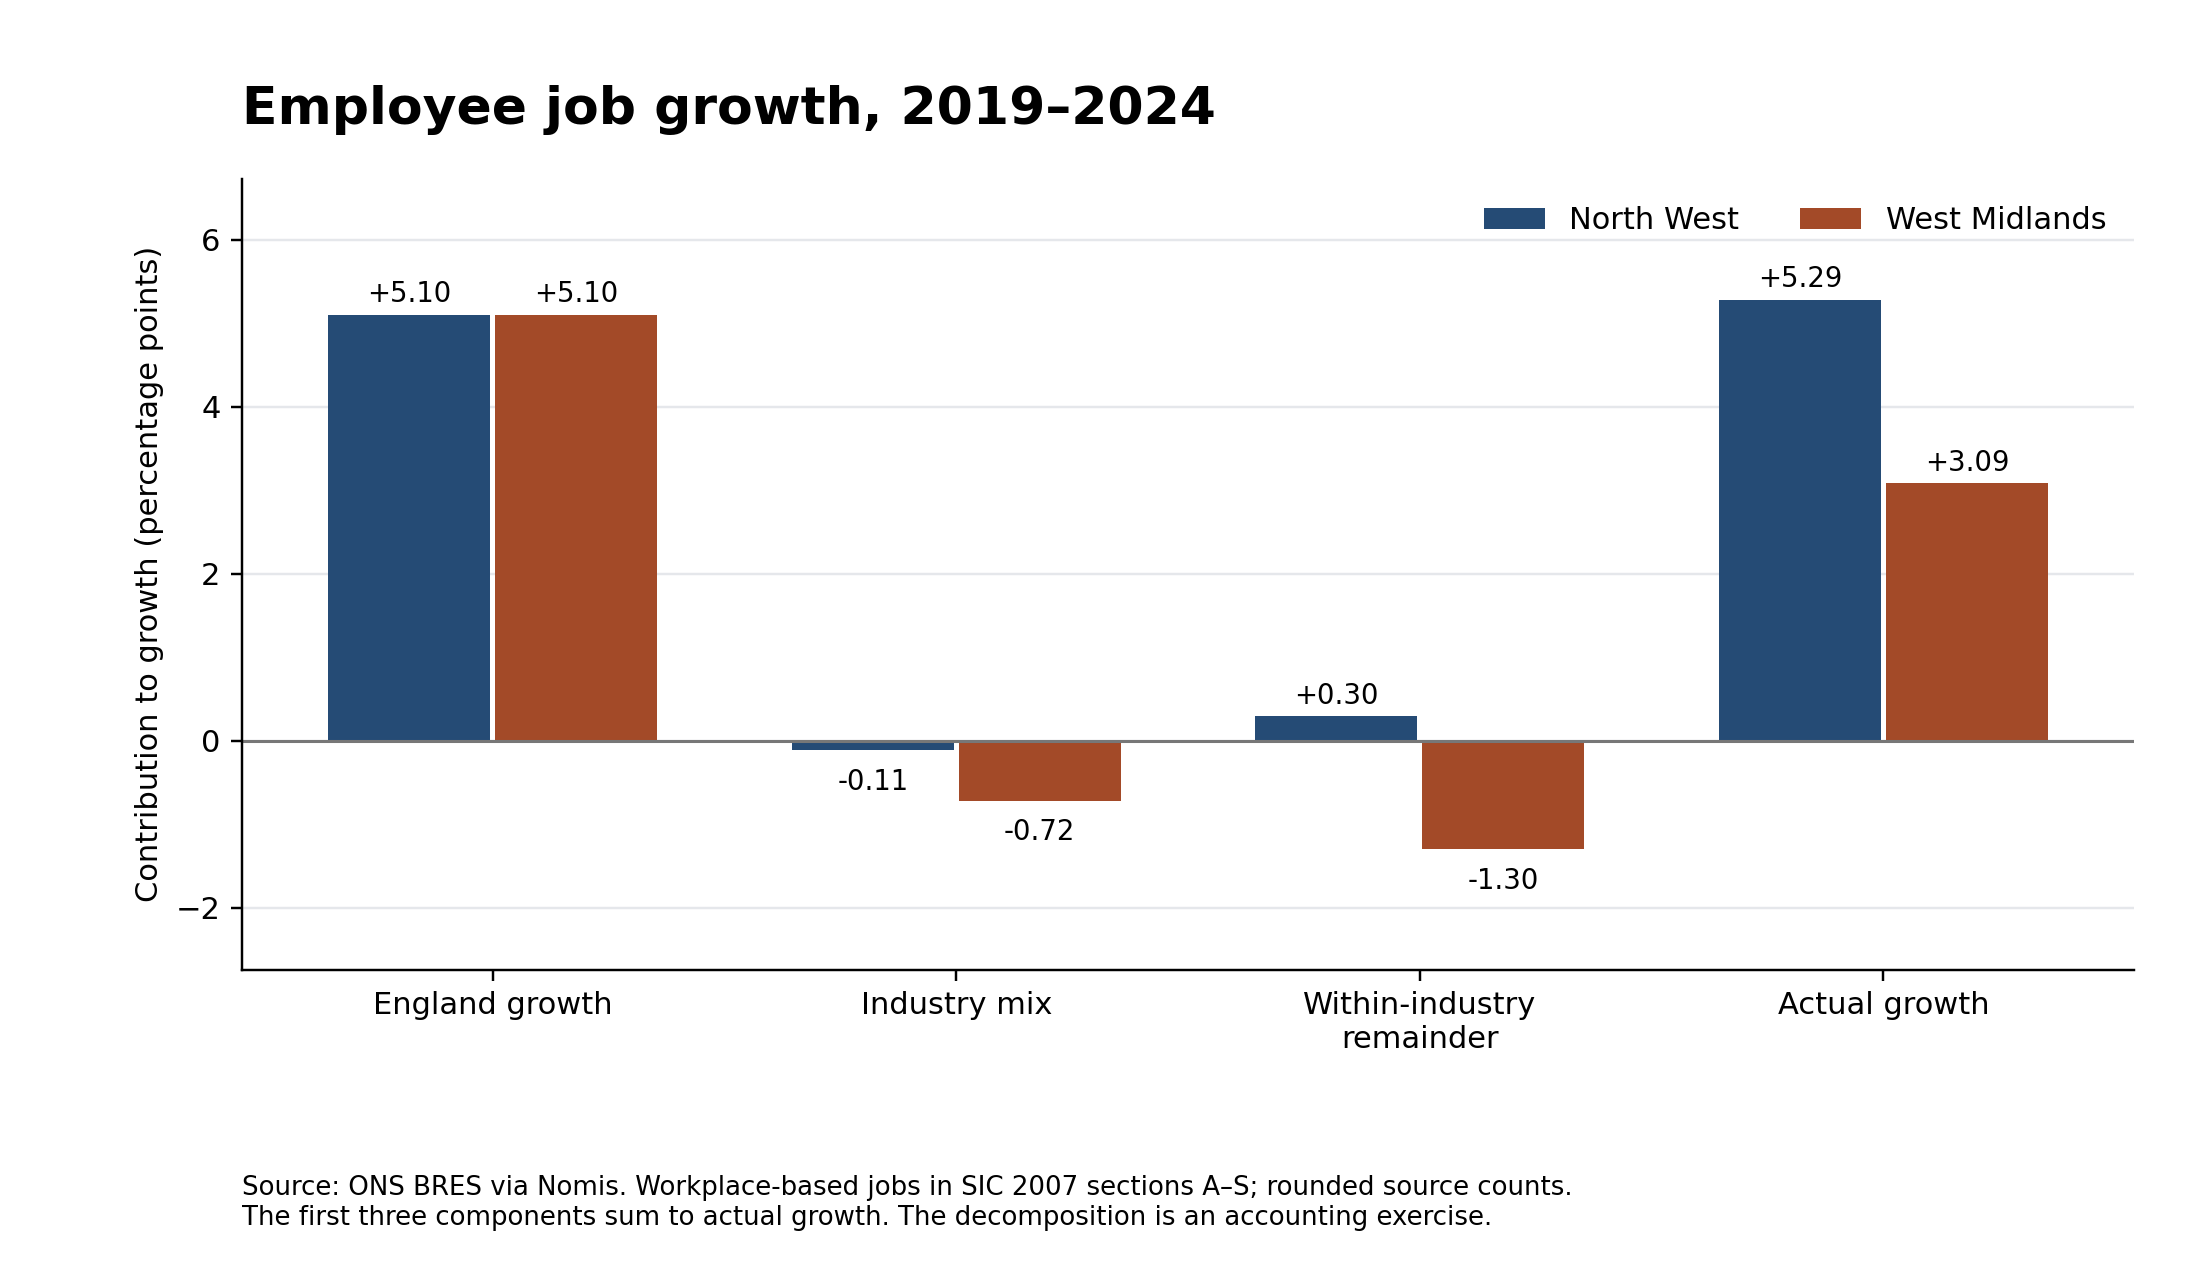 Employee job growth, 2019–2024
North West
West Midlands
Contribution to growth (percentage points)
6
4
2
0
−2
+5.10
+5.10
-0.11
-0.72
+0.30
-1.30
+5.29
+3.09
England growth
Industry mix
Within-industry
remainder
Actual growth
Source: ONS BRES via Nomis. Workplace-based jobs in SIC 2007 sections A–S; rounded source counts.
The first three components sum to actual growth. The decomposition is an accounting exercise.